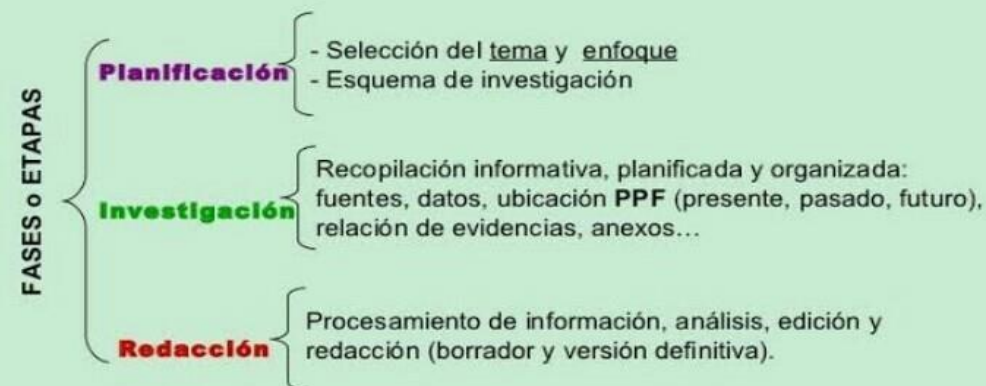 FASES o ETAPAS
Planificación
- Selección del tema y enfoque
- Esquema de investigación
Investigación
Recopilación informativa, planificada y organizada:
fuentes, datos, ubicación PPF (presente, pasado, futuro),
relación de evidencias, anexos…
Redacción
Procesamiento de información, análisis, edición y
redacción (borrador y versión definitiva).